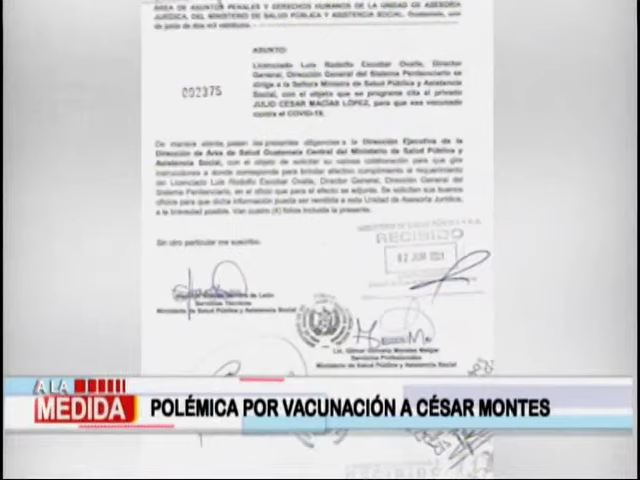 ÁREA DE ASUNTOS PENALES Y DERECHOS HUMANOS DE LA UNIDAD DE ASESORÍA
JURÍDICA, DEL MINISTERIO DE SALUD PÚBLICA Y ASISTENCIA SOCIAL. Guatemala, uno
de junio de dos mil veintiuno.
ASUNTO:
Licenciado Luis Rodolfo Escobar Ovalle, Director
General, Dirección General del Sistema Penitenciario se
dirige a la Señora Ministra de Salud Pública y Asistencia
Social, con el objeto que se programe cita al privado
JULIO CÉSAR MACÍAS LÓPEZ, para que sea vacunado
contra el COVID-19.
002375
De manera atenta pasen las presentes diligencias a la Dirección Ejecutiva de la
Dirección de Área de Salud Guatemala Central del Ministerio de Salud Pública y
Asistencia Social, con el objeto de solicitar su valiosa colaboración para que gire
instrucciones a donde corresponda para brindar efectivo cumplimiento al requerimiento
del Licenciado Luis Rodolfo Escobar Ovalle, Director General, Dirección General del
Sistema Penitenciario, en el oficio que para el efecto se adjunta. Se solicitan sus buenos
oficios para que dicha información pueda ser remitida a esta Unidad de Asesoría Jurídica,
a la brevedad posible. Van cuatro (4) folios incluida la presente.
Sin otro particular me suscribo.
RECIBIDO
02 JUN 2021
de León
Servicios Técnicos
Ministerio de Salud Pública y Asistencia Social
Lic. Morales Melgar
Servicios Profesionales
Ministerio de Salud Pública y Asistencia Social
A LA
MEDIDA
POLÉMICA POR VACUNACIÓN A CÉSAR MONTES
RECIBIDO